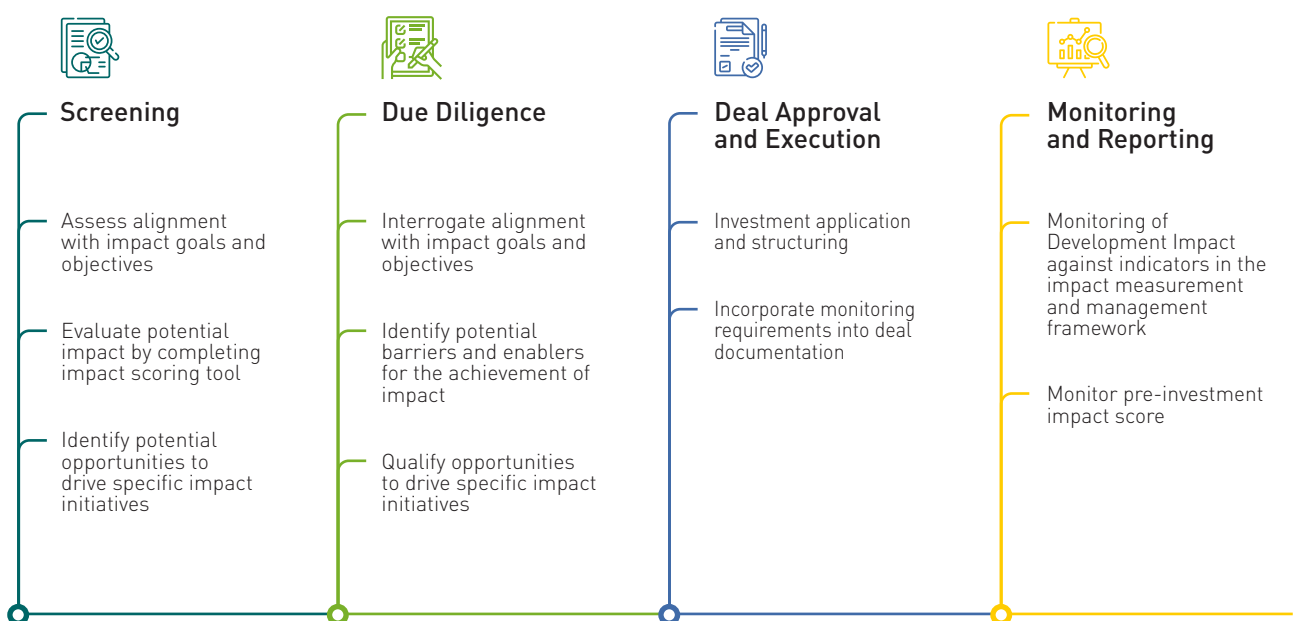 Screening
Assess alignment
with impact goals and
objectives
Evaluate potential
impact by completing
impact scoring tool
Identify potential
opportunities to
drive specific impact
initiatives
Due Diligence
Interrogate alignment
with impact goals and
objectives
Identify potential
barriers and enablers
for the achievement of
impact
Qualify opportunities
to drive specific impact
initiatives
Deal Approval
and Execution
Investment application
and structuring
Incorporate monitoring
requirements into deal
documentation
Monitoring
and Reporting
Monitoring of
Development Impact
against indicators in the
impact measurement
and management
framework
Monitor pre-investment
impact score